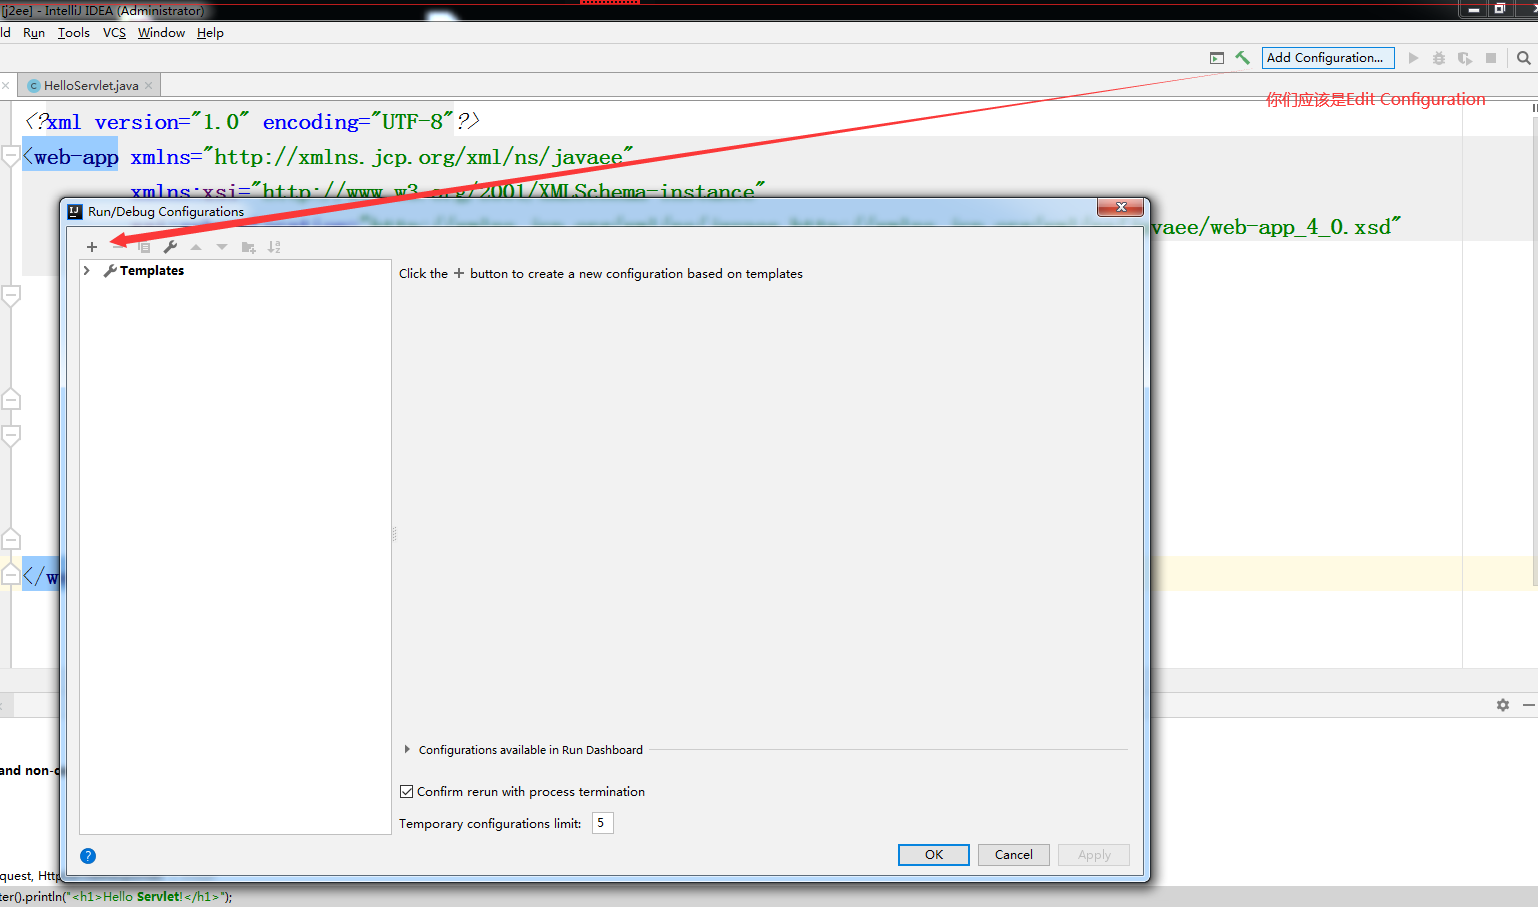 [j2ee] - IntelliJ IDEA (Administrator)
ld Run Tools VCS Window Help
Add Configuration...
HelloServlet.java
你们应该是Edit Configuration
<?xml version="1.0" encoding="UTF-8"?>
<web-app xmlns="http://xmlns.jcp.org/xml/ns/javaee"
xmlns:xsi="http://www.w3.org/2001/XMLSchema-instance"
vaee/web-app_4_0.xsd"
Run/Debug Configurations
Templates
Click the + button to create a new configuration based on templates
</w
Configurations available in Run Dashboard
and non-c
Confirm rerun with process termination
Temporary configurations limit: 5
? OK Cancel Apply
quest, Http
ter().println("<h1>Hello Servlet!</h1>");